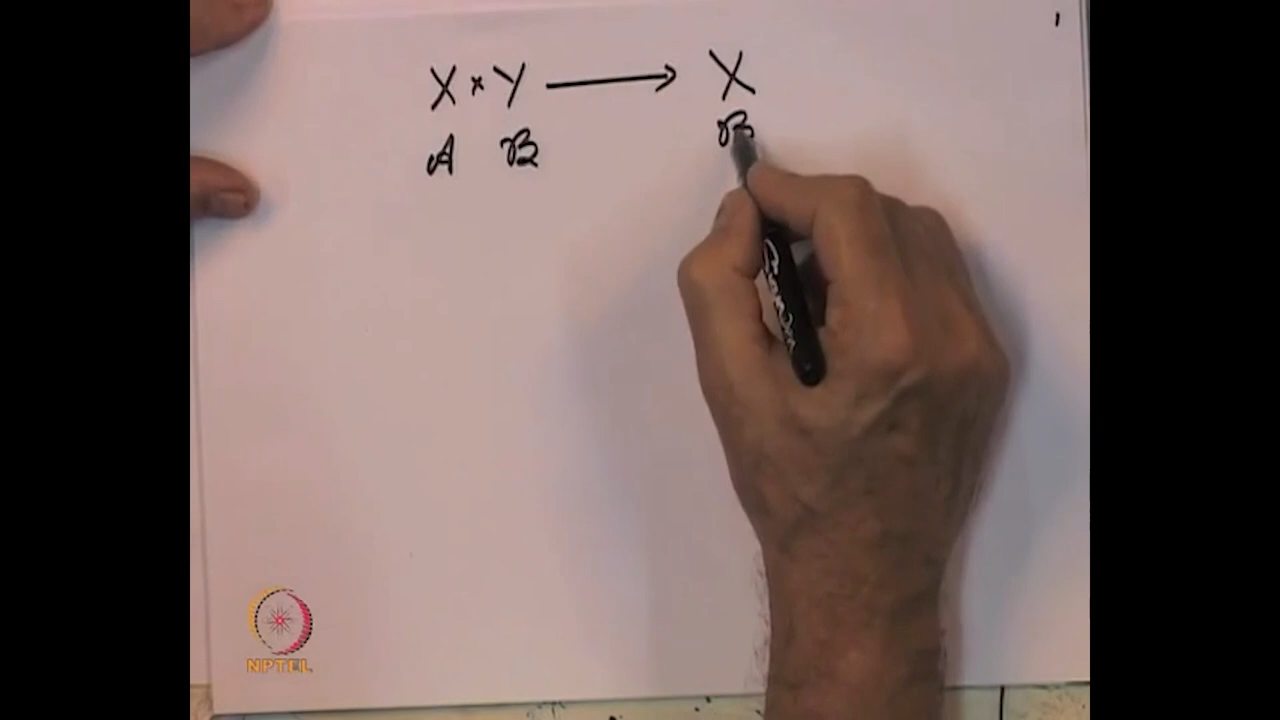 X × Y ⟶ X
𝒜 ℬ ℬ
NPTEL